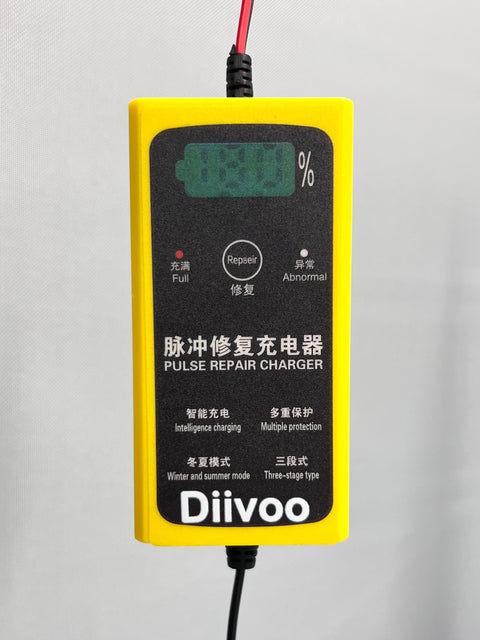 %
充满
Full
Repaeir
修复
异常
Abnormal
脉冲修复充电器
PULSE REPAIR CHARGER
智能充电
Intelligence charging
多重保护
Multiple protection
冬夏模式
Winter and summer mode
三段式
Three-stage type
Diivoo